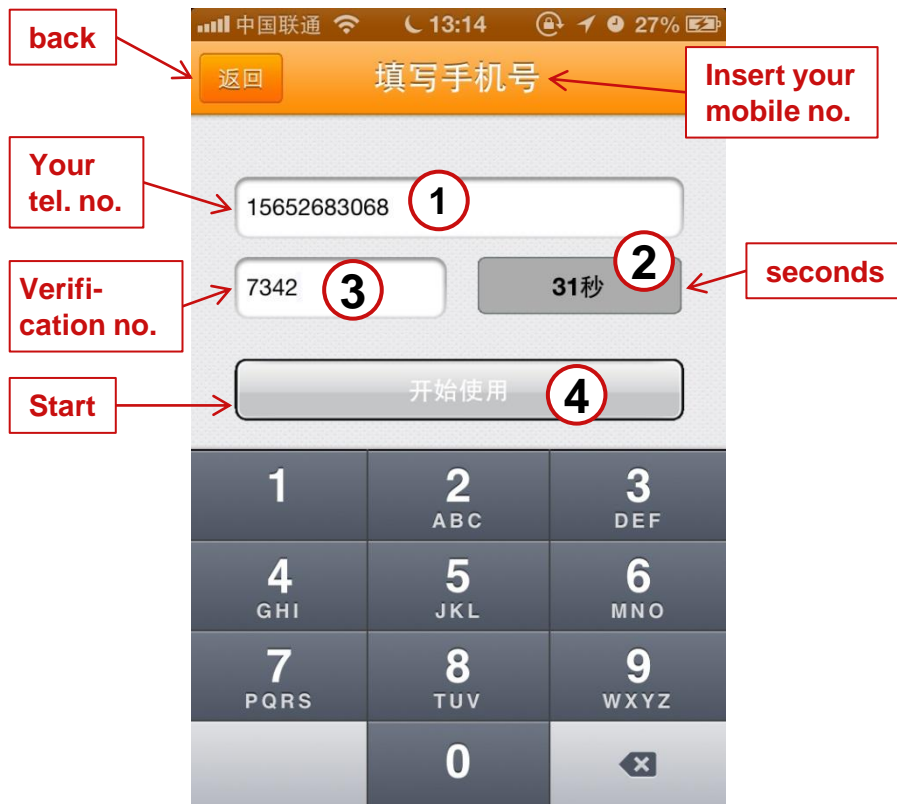 中国联通 13:14 27%
back
返回
填写手机号
Insert your
mobile no.
Your
tel. no.
15652683068 1
7342 3
31秒 2
seconds
Verifi-
cation no.
开始使用 4
Start
1
2
ABC
3
DEF
4
GHI
5
JKL
6
MNO
7
PQRS
8
TUV
9
WXYZ
0